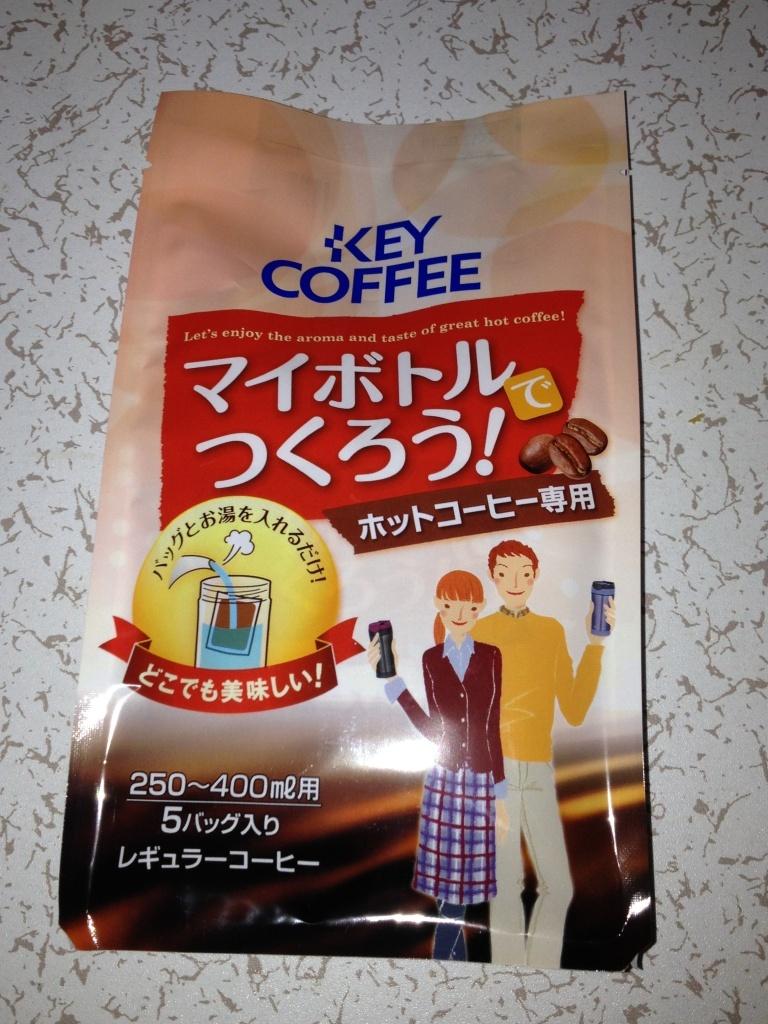 KEY
COFFEE
Let's enjoy the aroma and taste of great hot coffee!
マイボトルで
つくろう!
ホットコーヒー専用
バッグとお湯を入れるだけ!
どこでも美味しい!
250〜400㎖用
5バッグ入り
レギュラーコーヒー